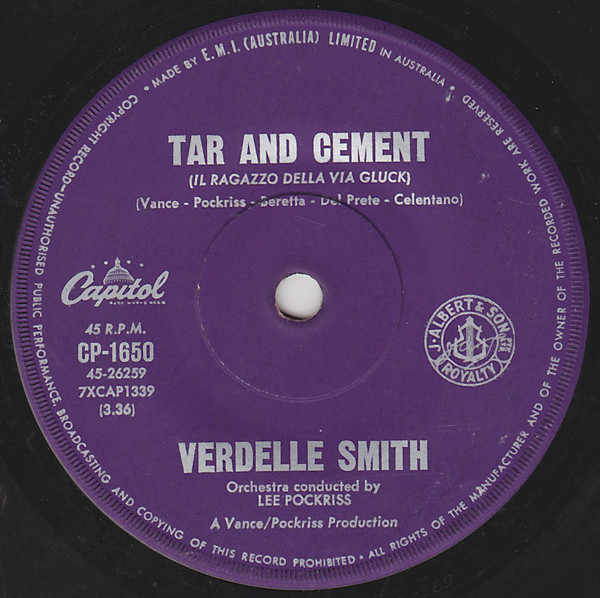 • MADE BY E.M.I. (AUSTRALIA) LIMITED IN AUSTRALIA •
COPYRIGHT RECORD—UNAUTHORISED PUBLIC PERFORMANCE, BROADCASTING AND COPYING OF THIS RECORD PROHIBITED • ALL RIGHTS OF THE MANUFACTURER AND OF THE OWNER OF THE RECORDED WORK ARE RESERVED
TAR AND CEMENT
(IL RAGAZZO DELLA VIA GLUCK)
(Vance - Pockriss - Beretta - Del Prete - Celentano)
Capitol
45 R.P.M.
CP-1650
45-26259
7XCAP1339
(3.36)
J. ALBERT & SON
ROYALTY
VERDELLE SMITH
Orchestra conducted by
LEE POCKRISS
A Vance/Pockriss Production